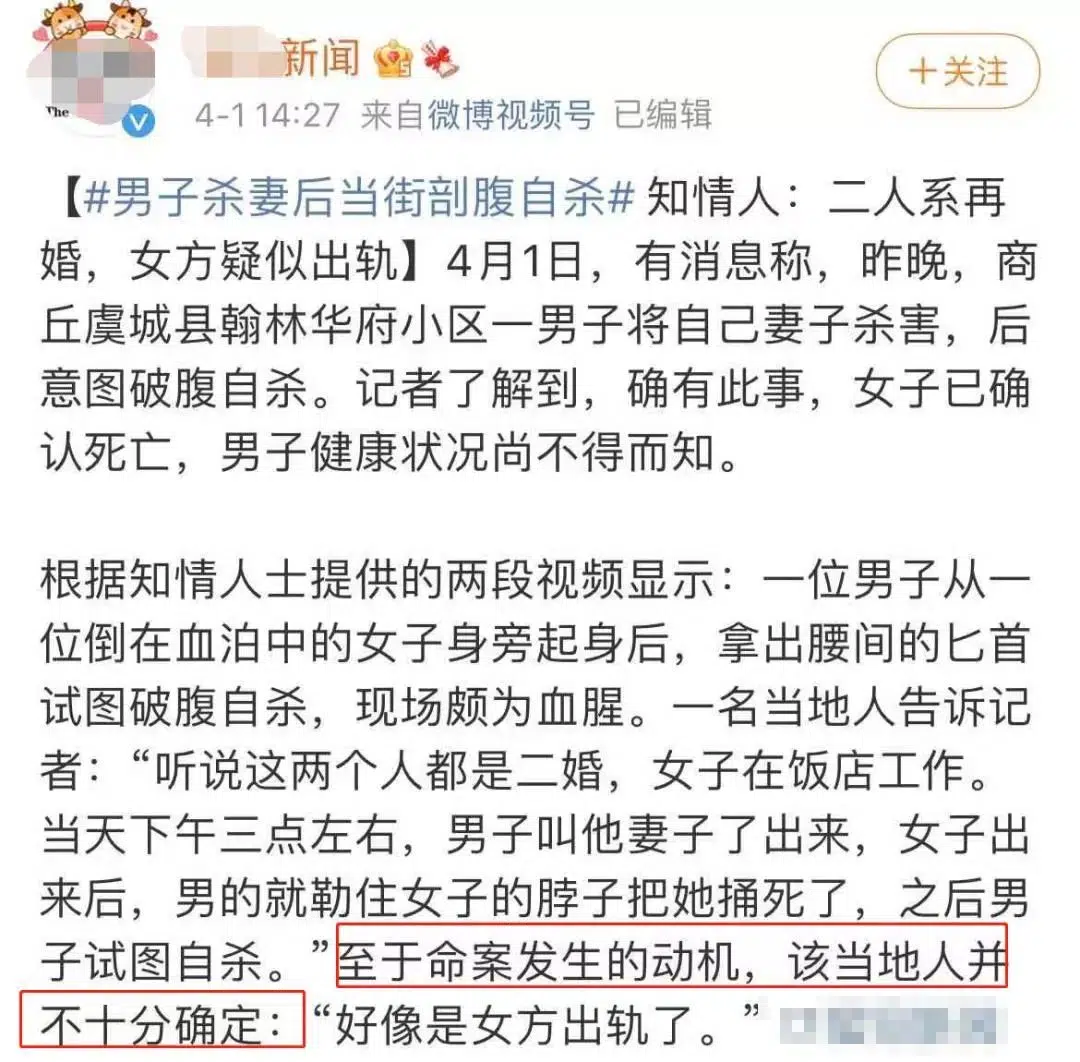 The
新闻
+关注
4-1 14:27 来自微博视频号 已编辑
【#男子杀妻后当街剖腹自杀# 知情人：二人系再
婚，女方疑似出轨】4月1日，有消息称，昨晚，商
丘虞城县翰林华府小区一男子将自己妻子杀害，后
意图破腹自杀。记者了解到，确有此事，女子已确
认死亡，男子健康状况尚不得而知。
根据知情人士提供的两段视频显示：一位男子从一
位倒在血泊中的女子身旁起身后，拿出腰间的匕首
试图破腹自杀，现场颇为血腥。一名当地人告诉记
者：“听说这两个人都是二婚，女子在饭店工作。
当天下午三点左右，男子叫他妻子了出来，女子出
来后，男的就勒住女子的脖子把她捅死了，之后男
子试图自杀。”至于命案发生的动机，该当地人并
不十分确定：“好像是女方出轨了。”